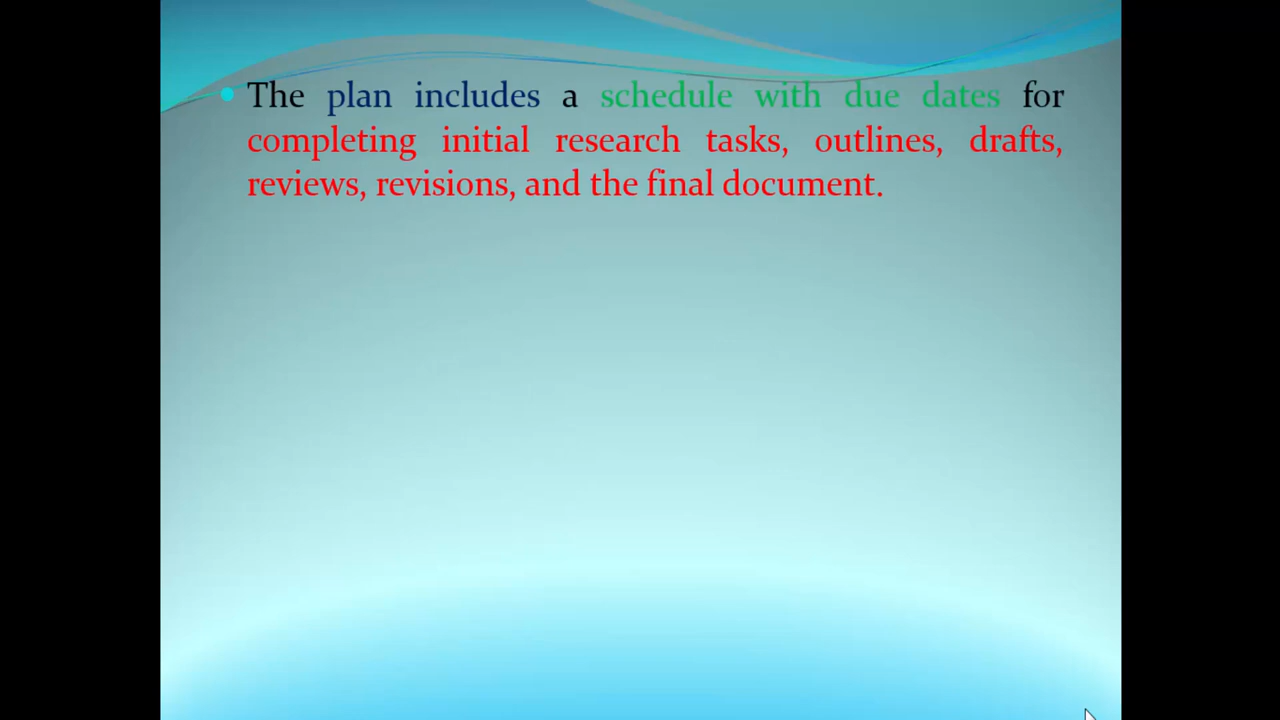 The plan includes a schedule with due dates for
completing initial research tasks, outlines, drafts,
reviews, revisions, and the final document.